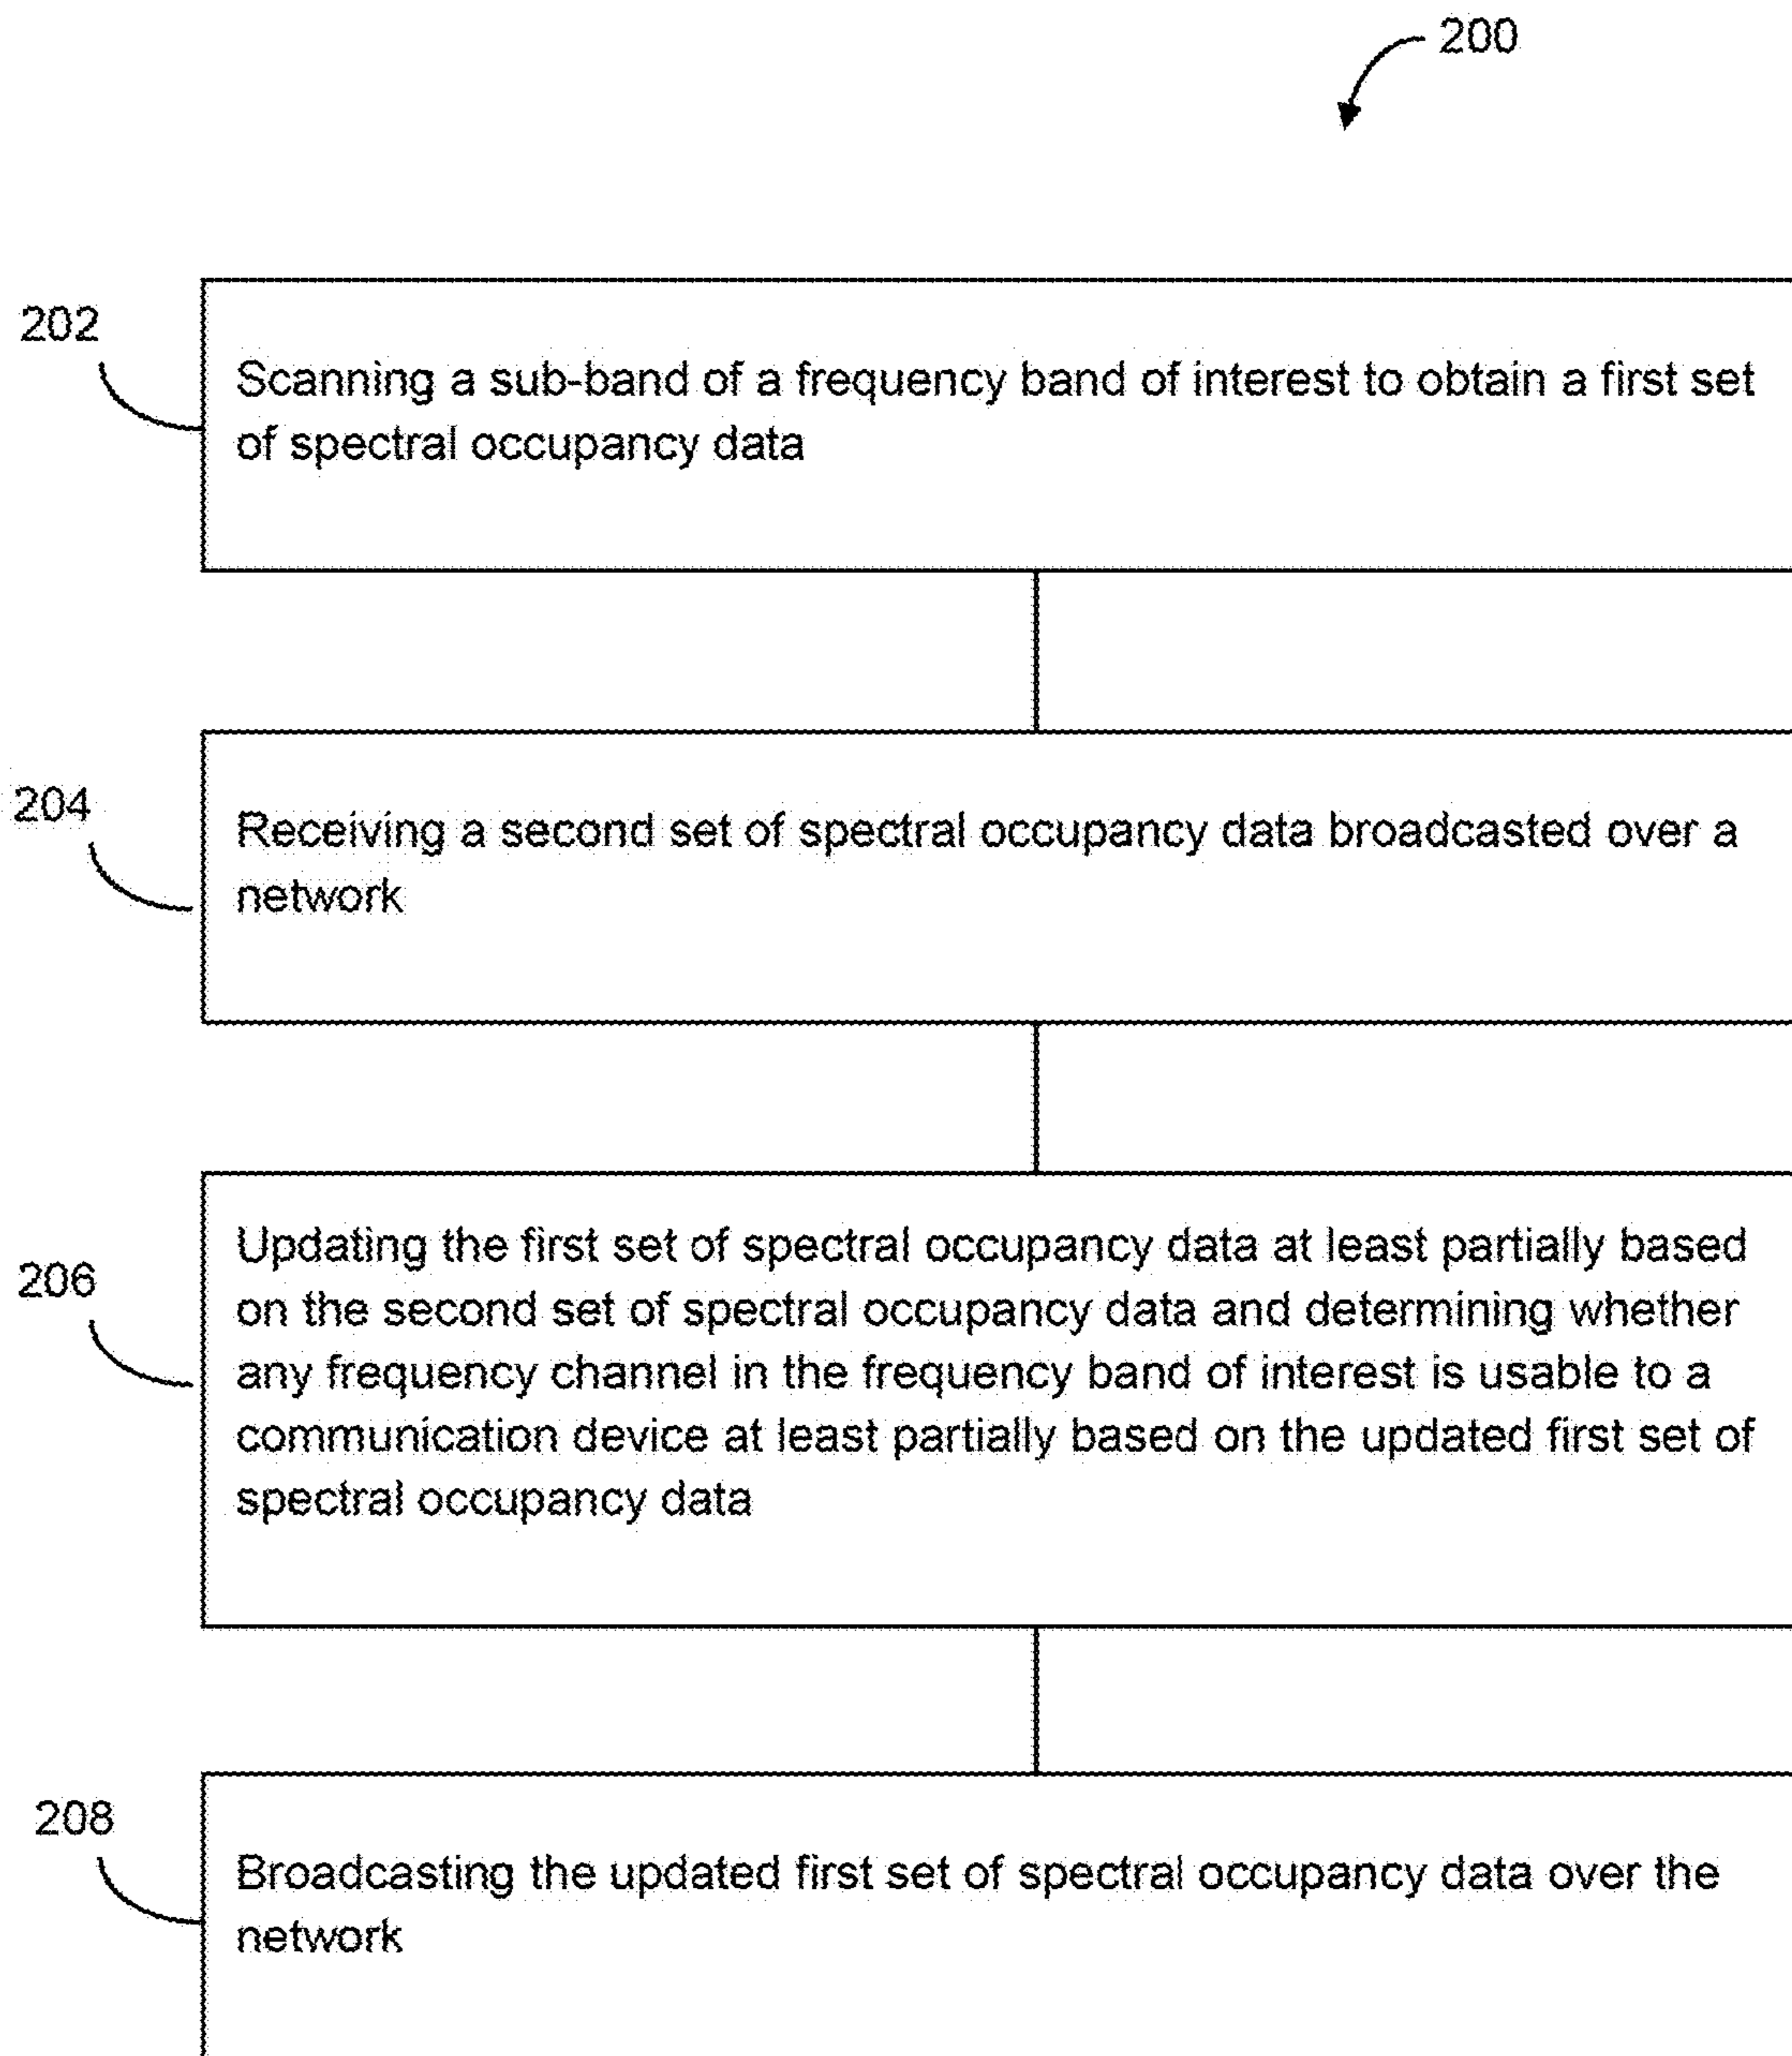 200
202
Scanning a sub-band of a frequency band of interest to obtain a first set
of spectral occupancy data
204
Receiving a second set of spectral occupancy data broadcasted over a
network
206
Updating the first set of spectral occupancy data at least partially based
on the second set of spectral occupancy data and determining whether
any frequency channel in the frequency band of interest is usable to a
communication device at least partially based on the updated first set of
spectral occupancy data
208
Broadcasting the updated first set of spectral occupancy data over the
network